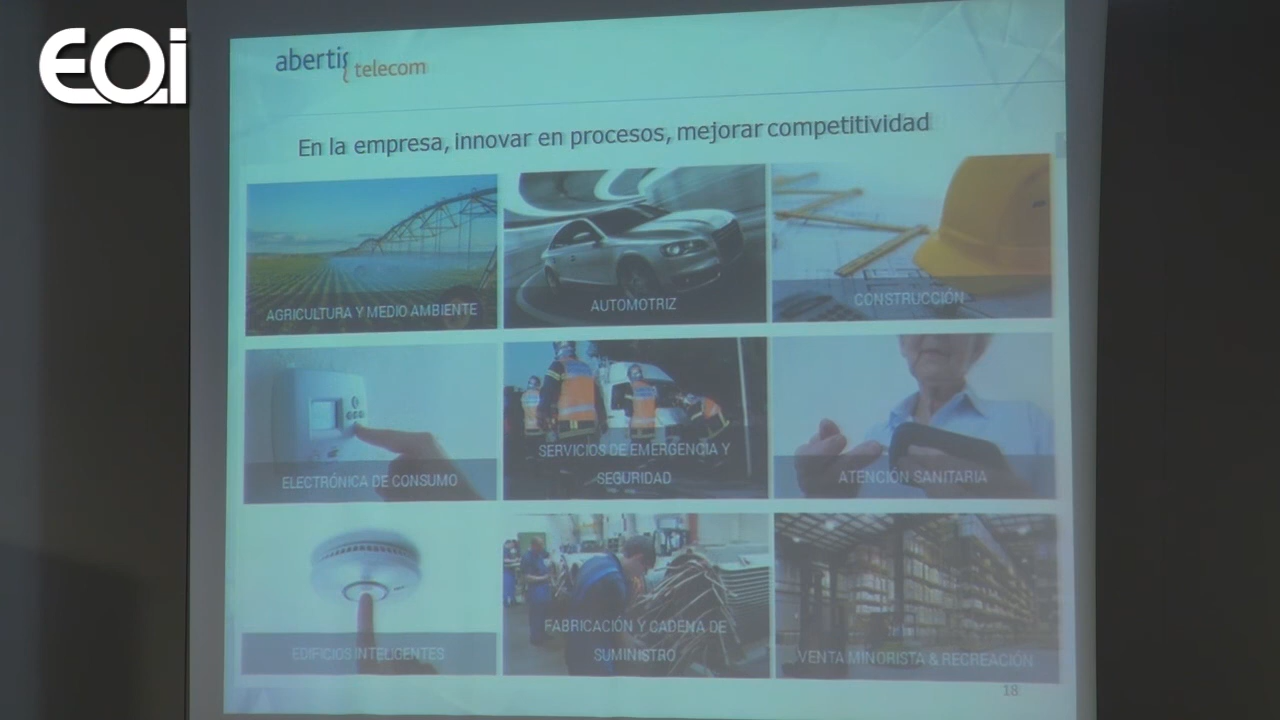 EOi
abertis
telecom
En la empresa, innovar en procesos, mejorar competitividad
AGRICULTURA Y MEDIO AMBIENTE
AUTOMOTRIZ
CONSTRUCCIÓN
ELECTRÓNICA DE CONSUMO
SERVICIOS DE EMERGENCIA Y
SEGURIDAD
ATENCIÓN SANITARIA
EDIFICIOS INTELIGENTES
FABRICACIÓN Y CADENA DE
SUMINISTRO
VENTA MINORISTA & RECREACIÓN
18